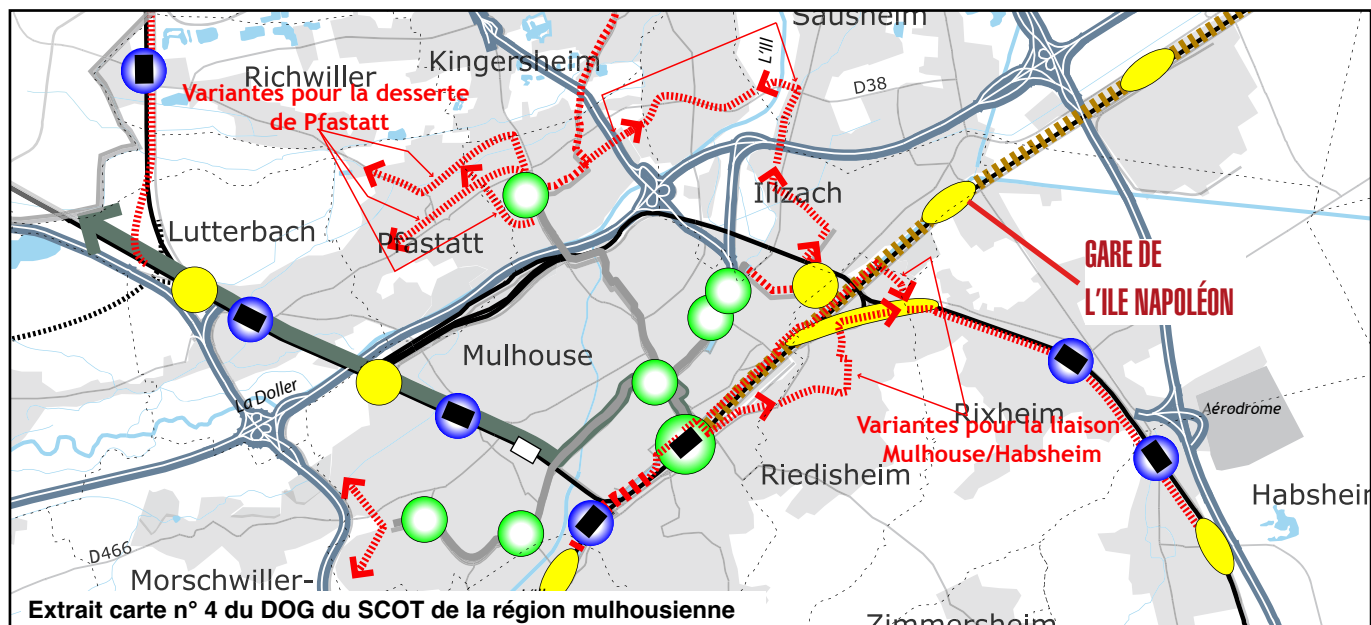 Sausheim
Kingersheim
L'Ill
Richwiller
D38
Variantes pour la desserte
de Pfastatt
Illzach
Lutterbach
Pfastatt
GARE DE
L'ILE NAPOLÉON
Mulhouse
La Doller
Rixheim
Aérodrome
Variantes pour la liaison
Mulhouse/Habsheim
Riedisheim
Habsheim
D466
Morschwiller-
Extrait carte n° 4 du DOG du SCOT de la région mulhousienne
Zimmersheim